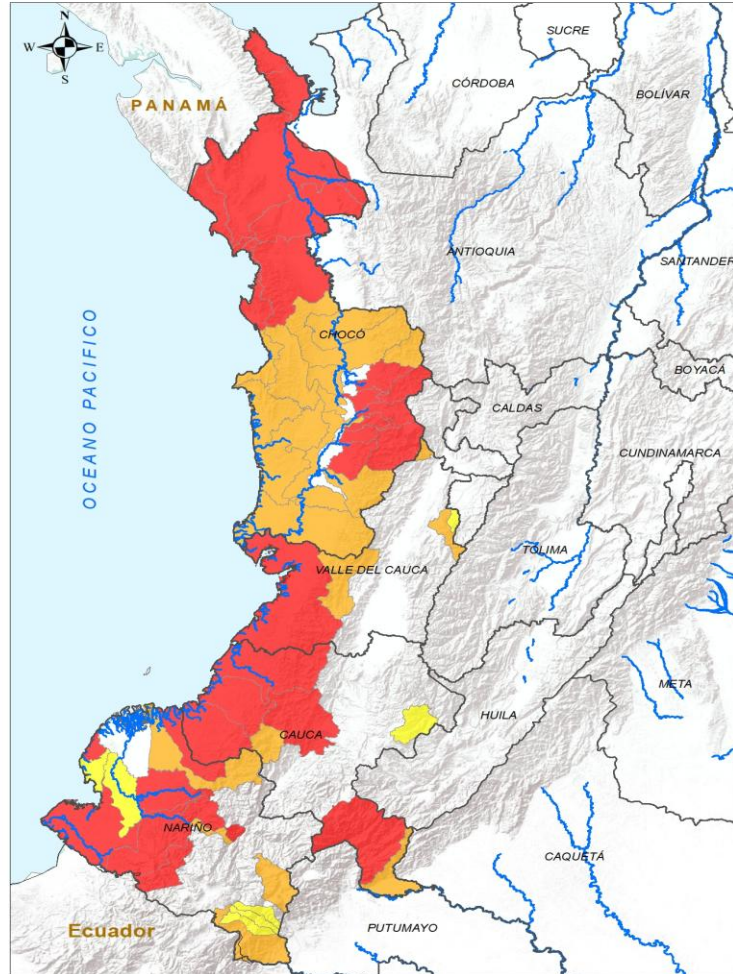 N
W E
S
SUCRE
CÓRDOBA
BOLÍVAR
PANAMÁ
ANTIOQUIA
SANTANDER
OCEANO PACIFICO
CHOCÓ
BOYACÁ
CALDAS
CUNDINAMARCA
TOLIMA
VALLE DEL CAUCA
META
HUILA
CAUCA
NARIÑO
CAQUETÁ
Ecuador
PUTUMAYO